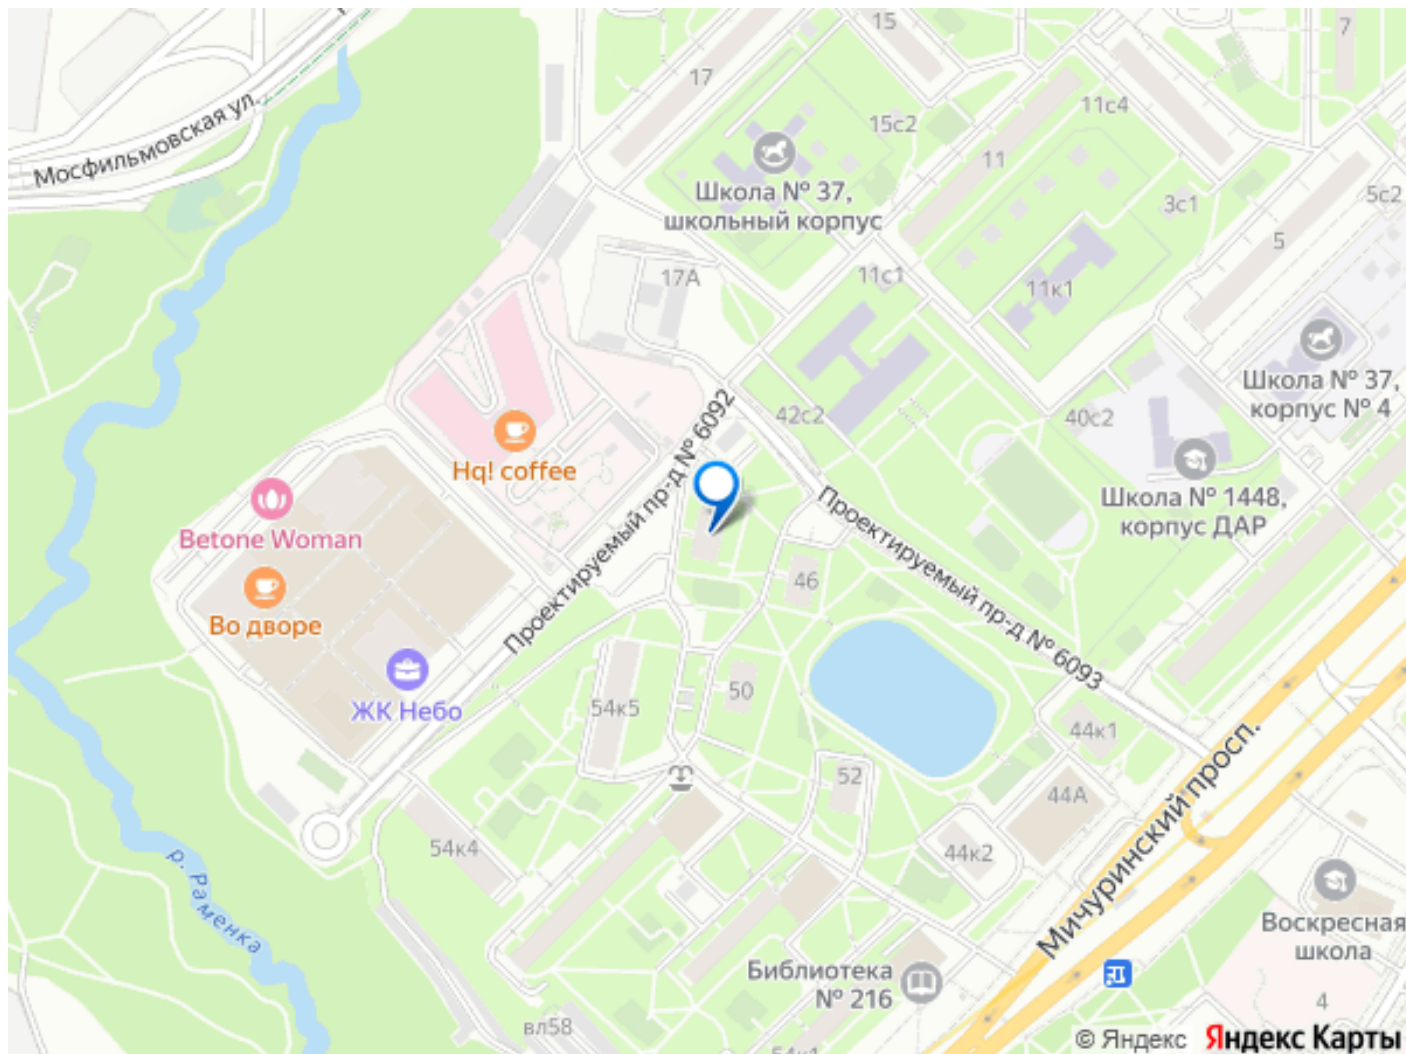 15
7
17
11с4
Мосфильмовская ул.
15с2
11
Школа № 37,
школьный корпус
5с2
3с1
5
17А
11с1
11к1
Школа № 37,
корпус № 4
42с2
40с2
Проектируемый пр-д № 6092
Hq! coffee
Школа № 1448,
корпус ДАР
Betone Woman
Проектируемый пр-д № 6093
46
Во дворе
50
ЖК Небо
54к5
44к1
52
44А
Мичуринский просп.
54к4
44к2
р. Раменка
Воскресная
школа
Библиотека
№ 216
4
вл58
54к1
© Яндекс Яндекс Карты